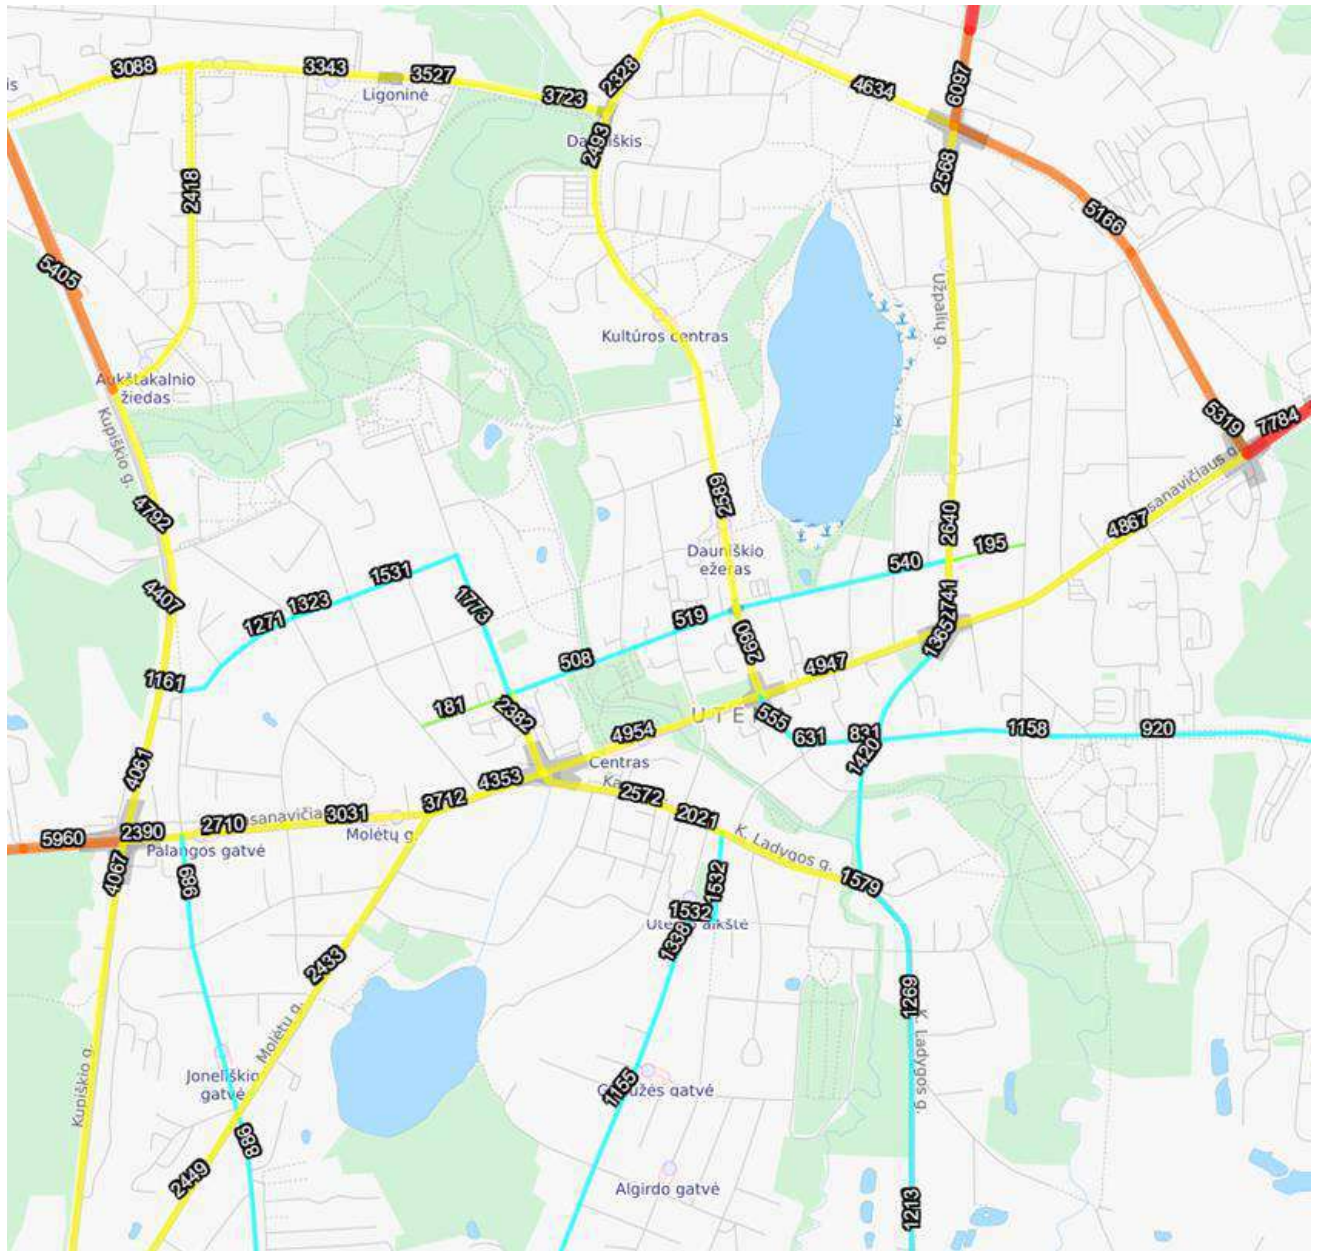 6097
3088
3343
3527
2328
is
Ligoninė
3723
4634
2493
2568
2418
5166
5405
Užpalių g.
Kultūros centras
Aukštakalnio
žiedas
Kupiškio g.
5319
7784
sanavičiaus g.
2589
4792
4867
2640
Dauniškio
ežeras
195
540
1531
1773
4407
1323
1271
519
2741
1365
2690
508
4947
1161
181
2382
UTE
555
4954
631
831
1158
920
1420
Centras
4061
4353
2572
3712
3031
2710
sanavičia
2021
5960
2390
Molėtų g.
K. Ladygos g.
Palangos gatvė
4067
989
1532
1579
1532
aikštė
1338
2433
1269
K. Ladygos g.
Molėtų g.
Kupiškio g.
Joneliškio
gatvė
1155
užės gatvė
886
2449
Algirdo gatvė
1213